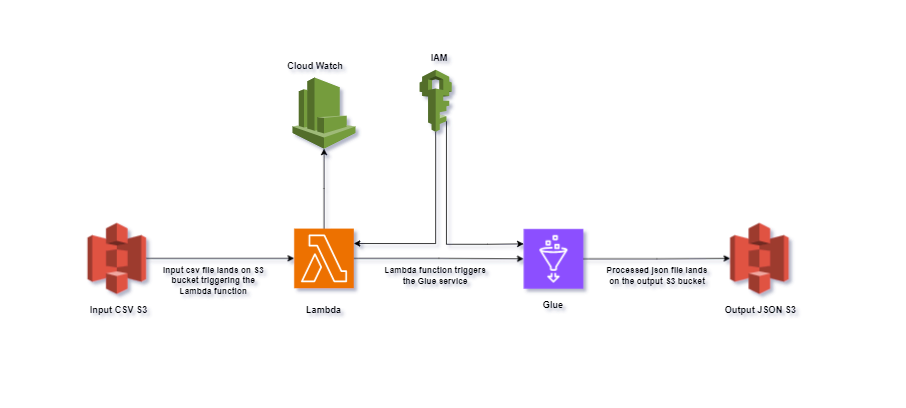 Cloud Watch
IAM
Input csv file lands on S3
bucket triggering the
Lambda function
Lambda function triggers
the Glue service
Processed json file lands
on the output S3 bucket
Input CSV S3
Lambda
Glue
Output JSON S3